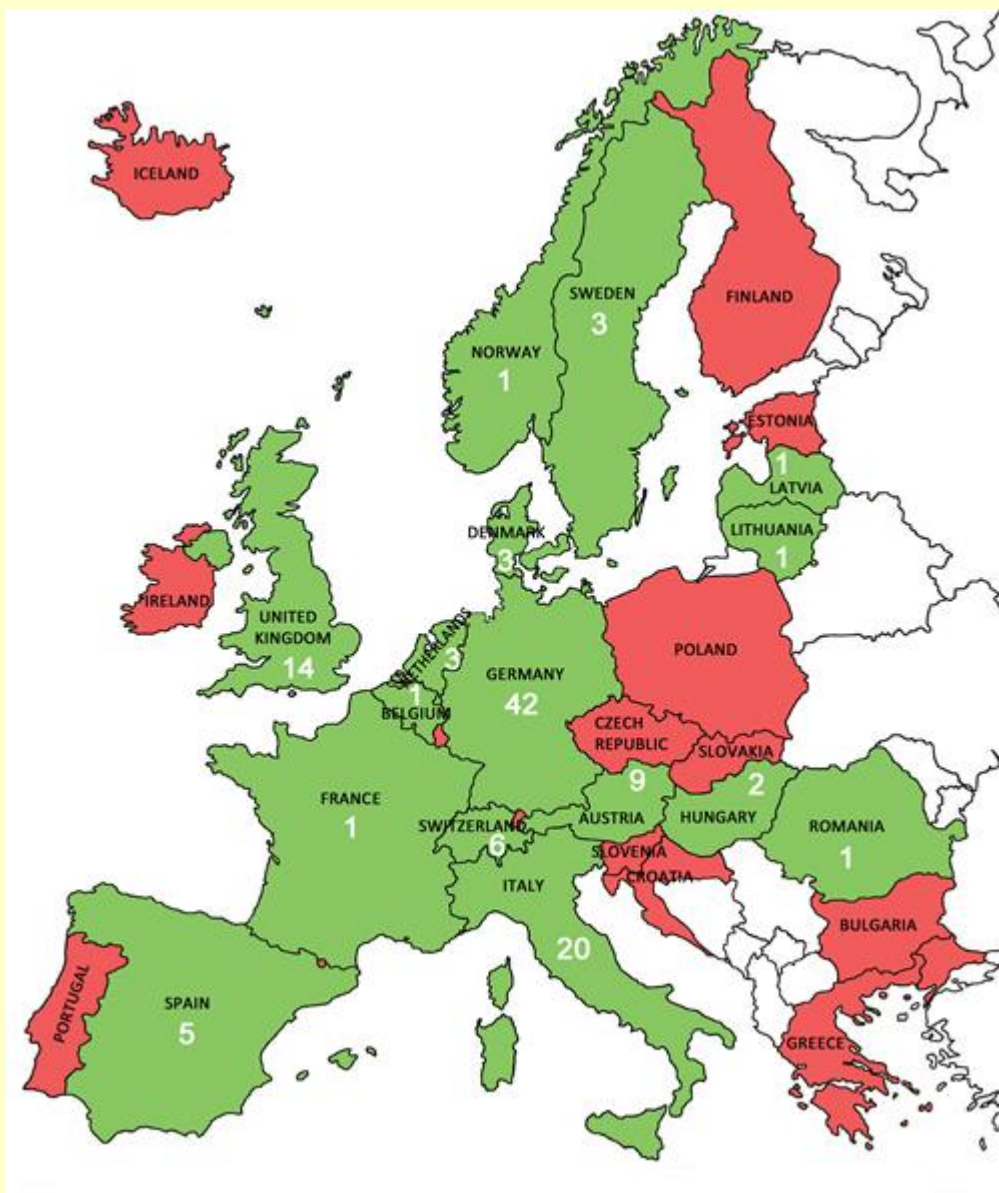 ICELAND
FINLAND
SWEDEN
3
NORWAY
1
ESTONIA
1
LATVIA
LITHUANIA
1
DENMARK
3
IRELAND
UNITED
KINGDOM
14
NETHERLANDS
3
POLAND
GERMANY
42
1
BELGIUM
CZECH
REPUBLIC
SLOVAKIA
9
AUSTRIA
2
HUNGARY
FRANCE
1
SWITZERLAND
6
ROMANIA
1
SLOVENIA
CROATIA
ITALY
20
BULGARIA
PORTUGAL
SPAIN
5
GREECE